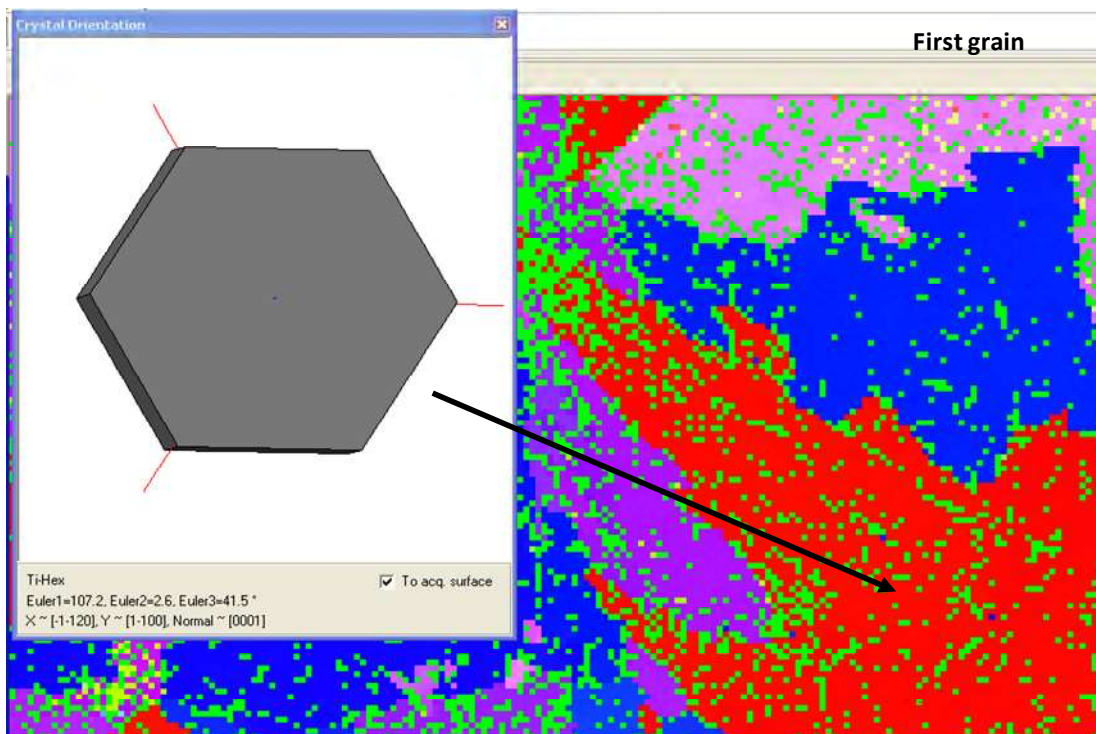 Crystal Orientation
First grain
Ti-Hex
To acq. surface
Euler1=107.2, Euler2=2.6, Euler3=41.5 °
X ~ [-1-120], Y ~ [1-100], Normal ~ [0001]